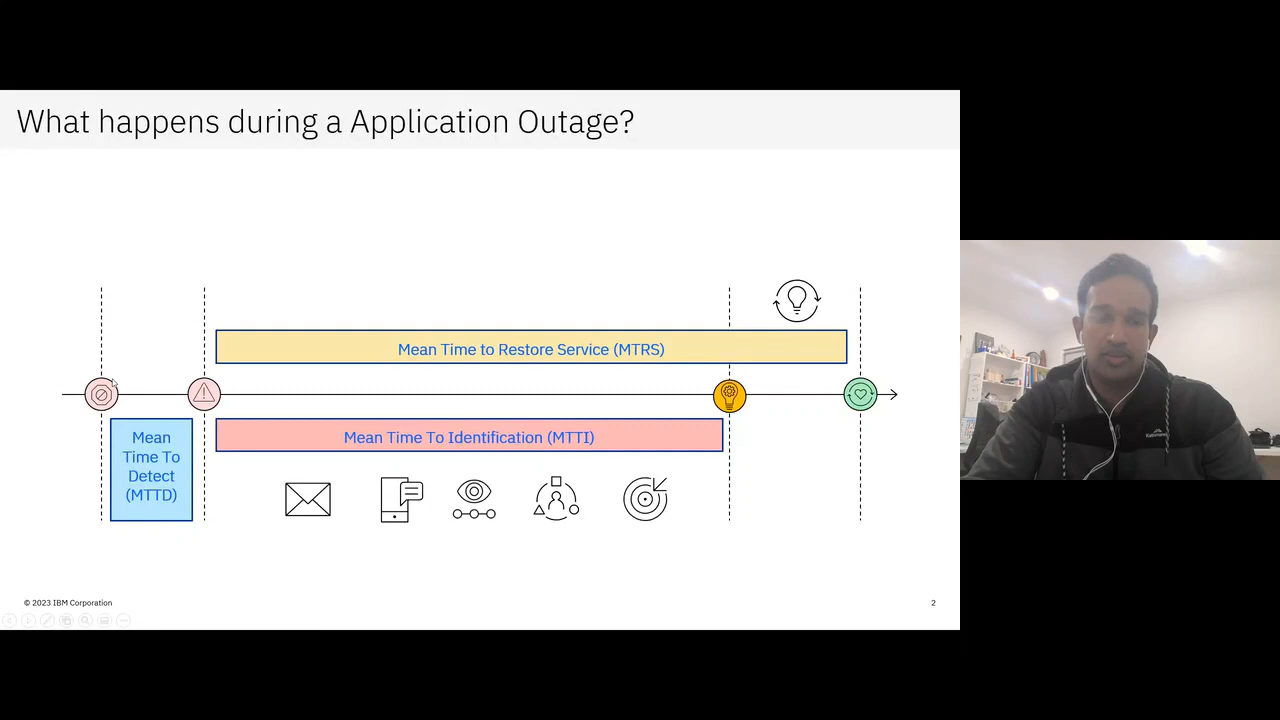 What happens during a Application Outage?
Mean Time to Restore Service (MTRS)
Mean
Time To
Detect
(MTTD)
Mean Time To Identification (MTTI)
© 2023 IBM Corporation
2